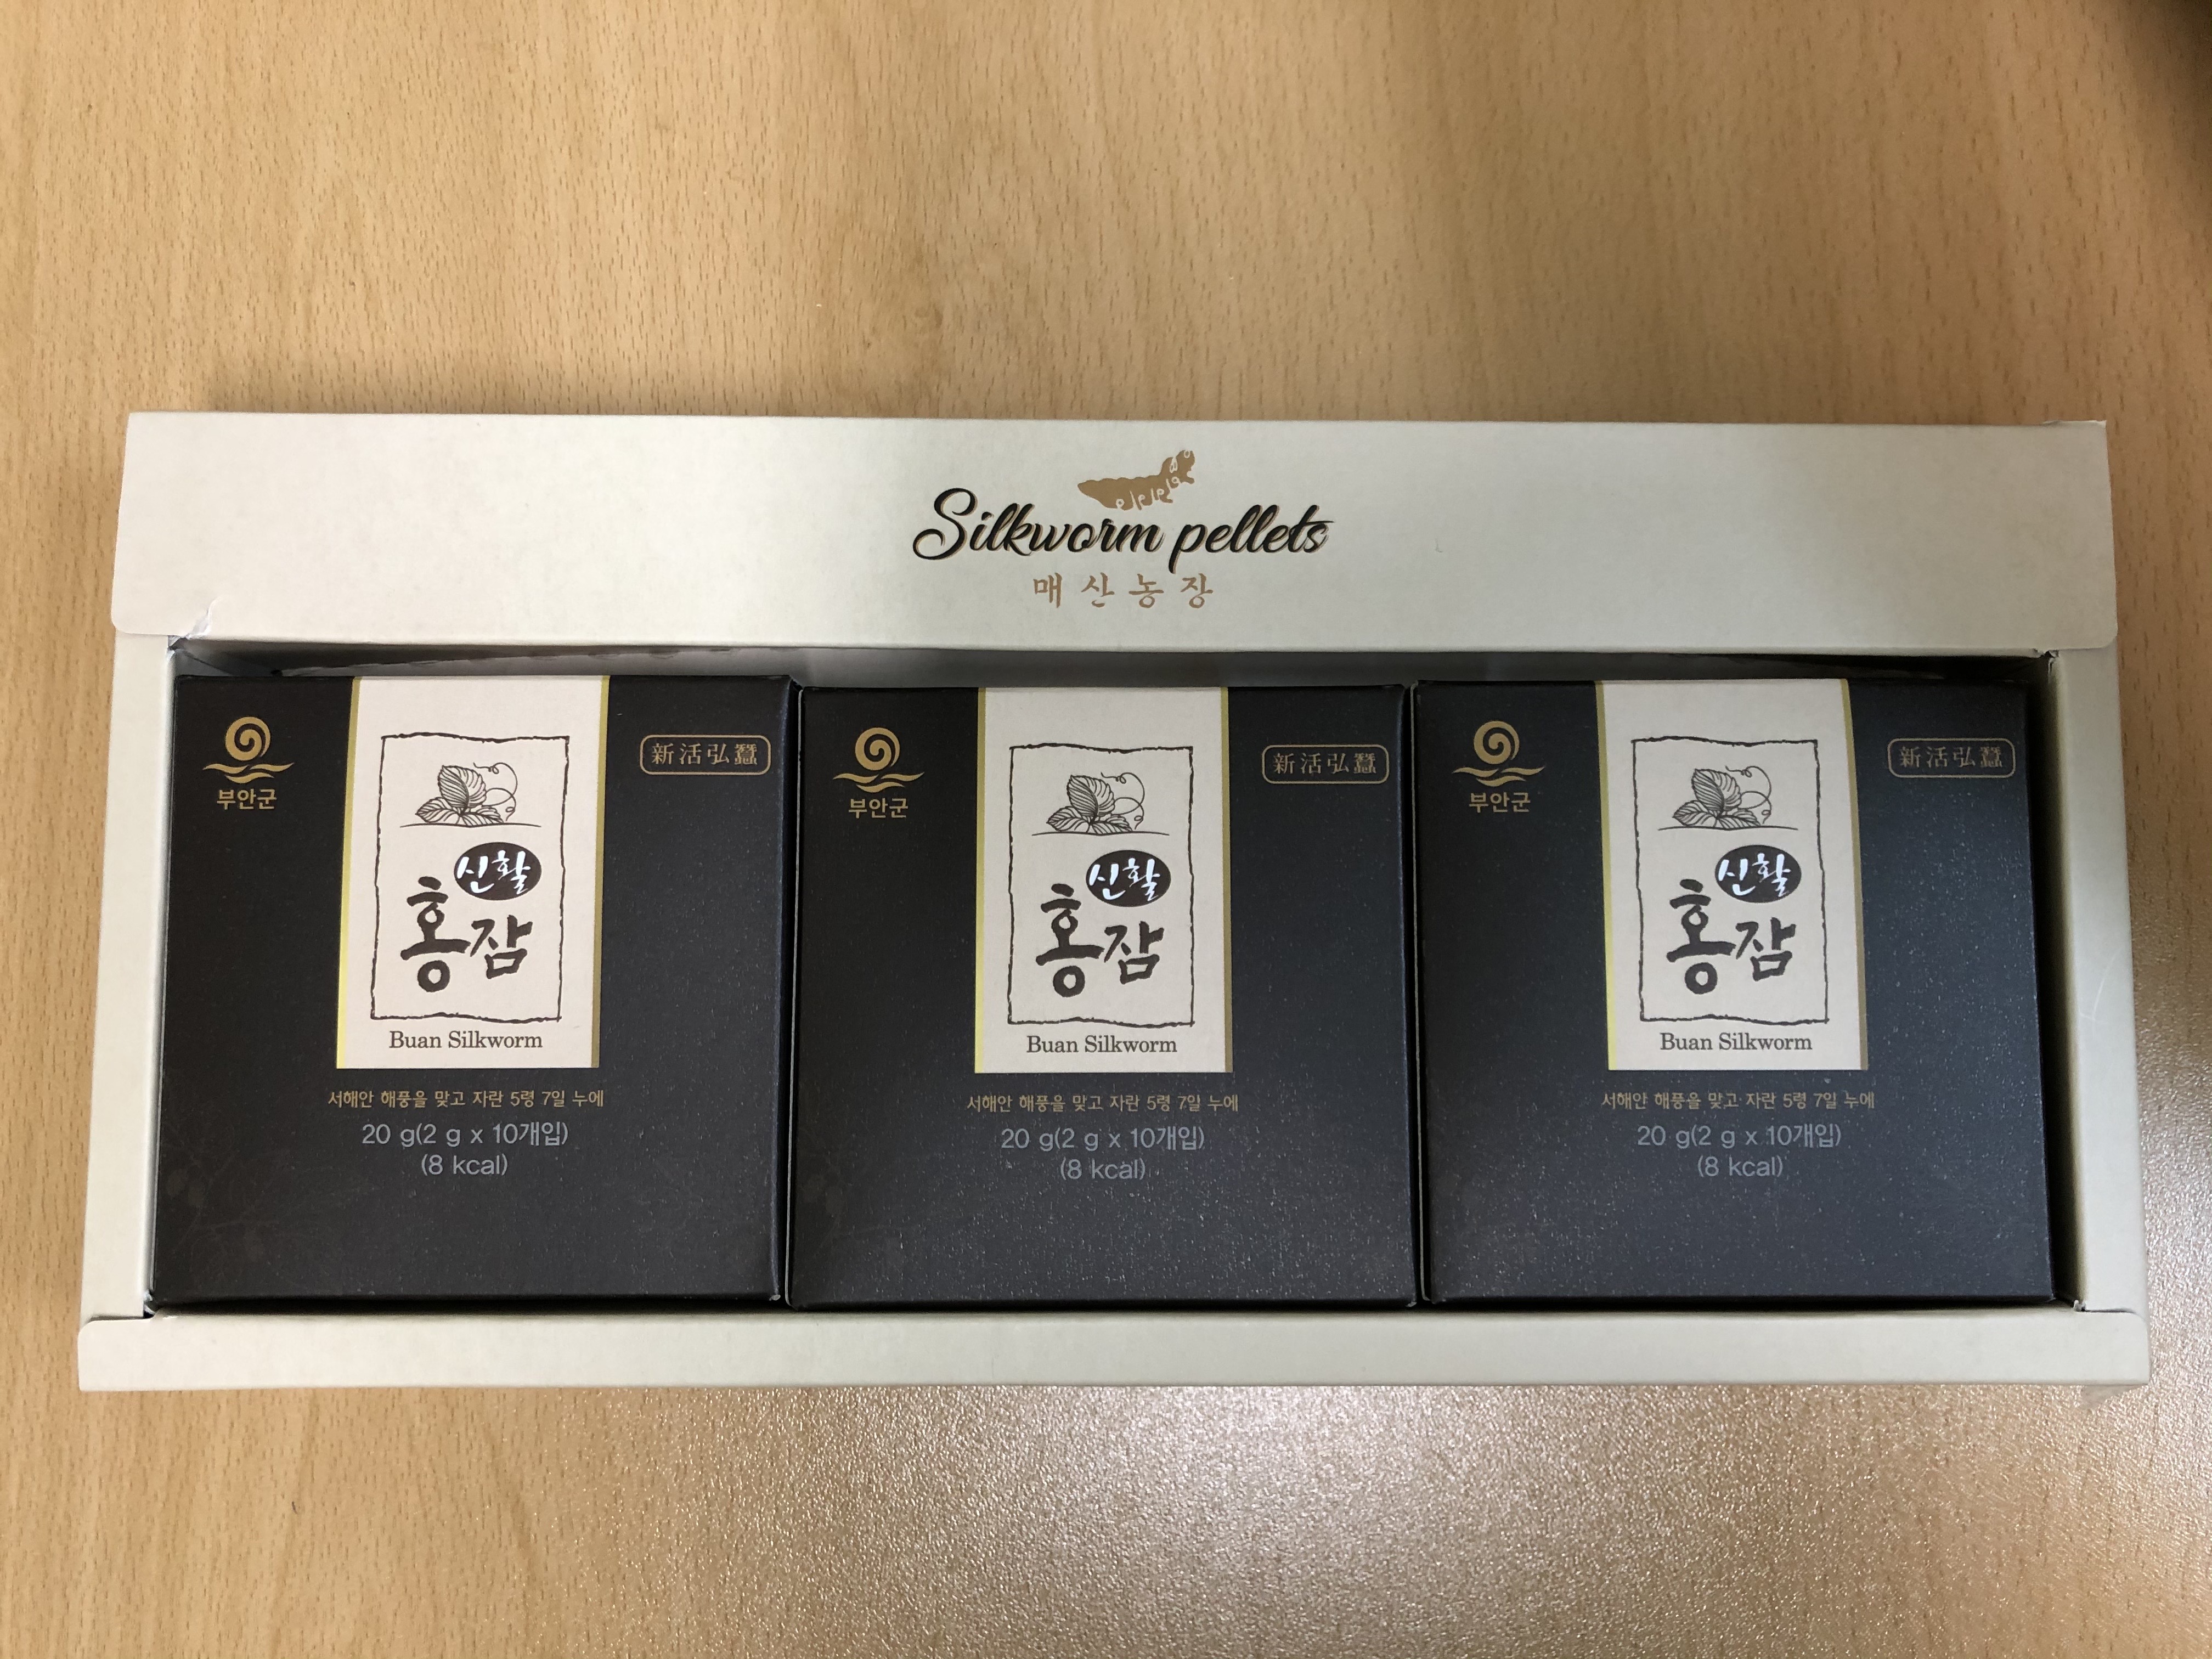 Silkworm pellets
매산농장
부안군
新活弘蠶
신활
홍잠
Buan Silkworm
서해안 해풍을 맞고 자란 5령 7일 누에
20 g(2 g x 10개입)
(8 kcal)
부안군
新活弘蠶
신활
홍잠
Buan Silkworm
서해안 해풍을 맞고 자란 5령 7일 누에
20 g(2 g x 10개입)
(8 kcal)
부안군
新活弘蠶
신활
홍잠
Buan Silkworm
서해안 해풍을 맞고 자란 5령 7일 누에
20 g(2 g x 10개입)
(8 kcal)